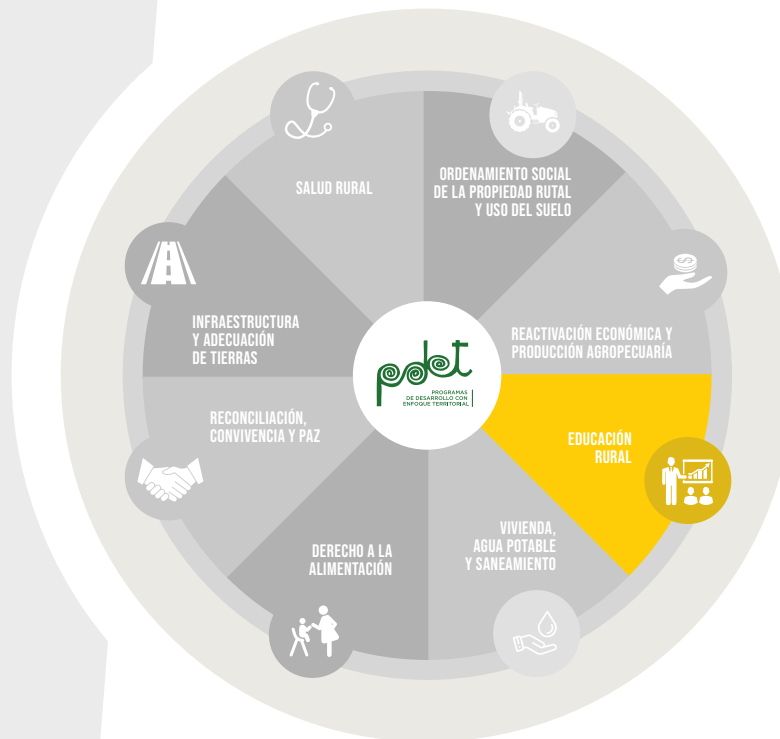 SALUD RURAL
ORDENAMIENTO SOCIAL
DE LA PROPIEDAD RUTAL
Y USO DEL SUELO
INFRAESTRUCTURA
Y ADECUACIÓN
DE TIERRAS
REACTIVACIÓN ECONÓMICA Y
PRODUCCIÓN AGROPECUARÍA
pdet
PROGRAMAS
DE DESARROLLO CON
ENFOQUE TERRITORIAL
RECONCILIACIÓN,
CONVIVENCIA Y PAZ
EDUCACIÓN
RURAL
DERECHO A LA
ALIMENTACIÓN
VIVIENDA,
AGUA POTABLE
Y SANEAMIENTO